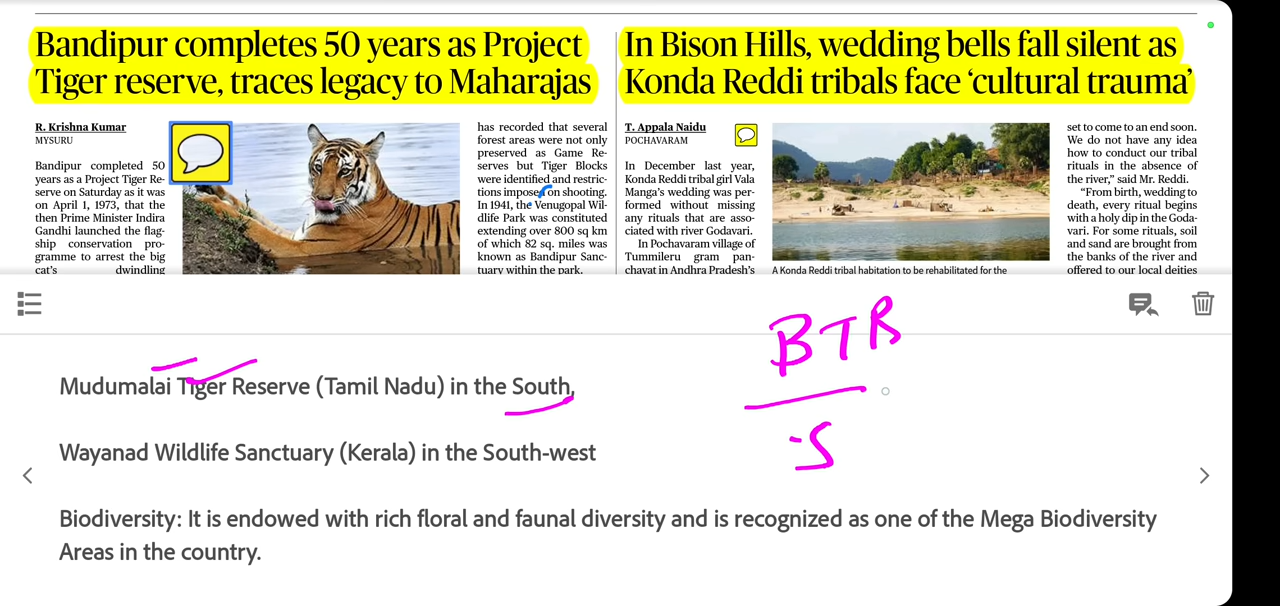 Bandipur completes 50 years as Project
Tiger reserve, traces legacy to Maharajas
R. Krishna Kumar
MYSURU
Bandipur completed 50
years as a Project Tiger Re-
serve on Saturday as it was
on April 1, 1973, that the
then Prime Minister Indira
Gandhi launched the flag-
ship conservation pro-
gramme to arrest the big
cat's dwindling
has recorded that several
forest areas were not only
preserved as Game Re-
serves but Tiger Blocks
were identified and restric-
tions imposed on shooting.
In 1941, the Venugopal Wil-
dlife Park was constituted
extending over 800 sq km
of which 82 sq. miles was
known as Bandipur Sanc-
tuary within the park.
In Bison Hills, wedding bells fall silent as
Konda Reddi tribals face 'cultural trauma'
T. Appala Naidu
POCHAVARAM
In December last year,
Konda Reddi tribal girl Vala
Manga's wedding was per-
formed without missing
any rituals that are asso-
ciated with river Godavari.
In Pochavaram village of
Tummileru gram pan-
chayat in Andhra Pradesh's
A Konda Reddi tribal habitation to be rehabilitated for the
set to come to an end soon.
We do not have any idea
how to conduct our tribal
rituals in the absence of
the river," said Mr. Reddi.
"From birth, wedding to
death, every ritual begins
with a holy dip in the Goda-
vari. For some rituals, soil
and sand are brought from
the banks of the river and
offered to our local deities
BTR
S
Mudumalai Tiger Reserve (Tamil Nadu) in the South,
Wayanad Wildlife Sanctuary (Kerala) in the South-west
Biodiversity: It is endowed with rich floral and faunal diversity and is recognized as one of the Mega Biodiversity
Areas in the country.